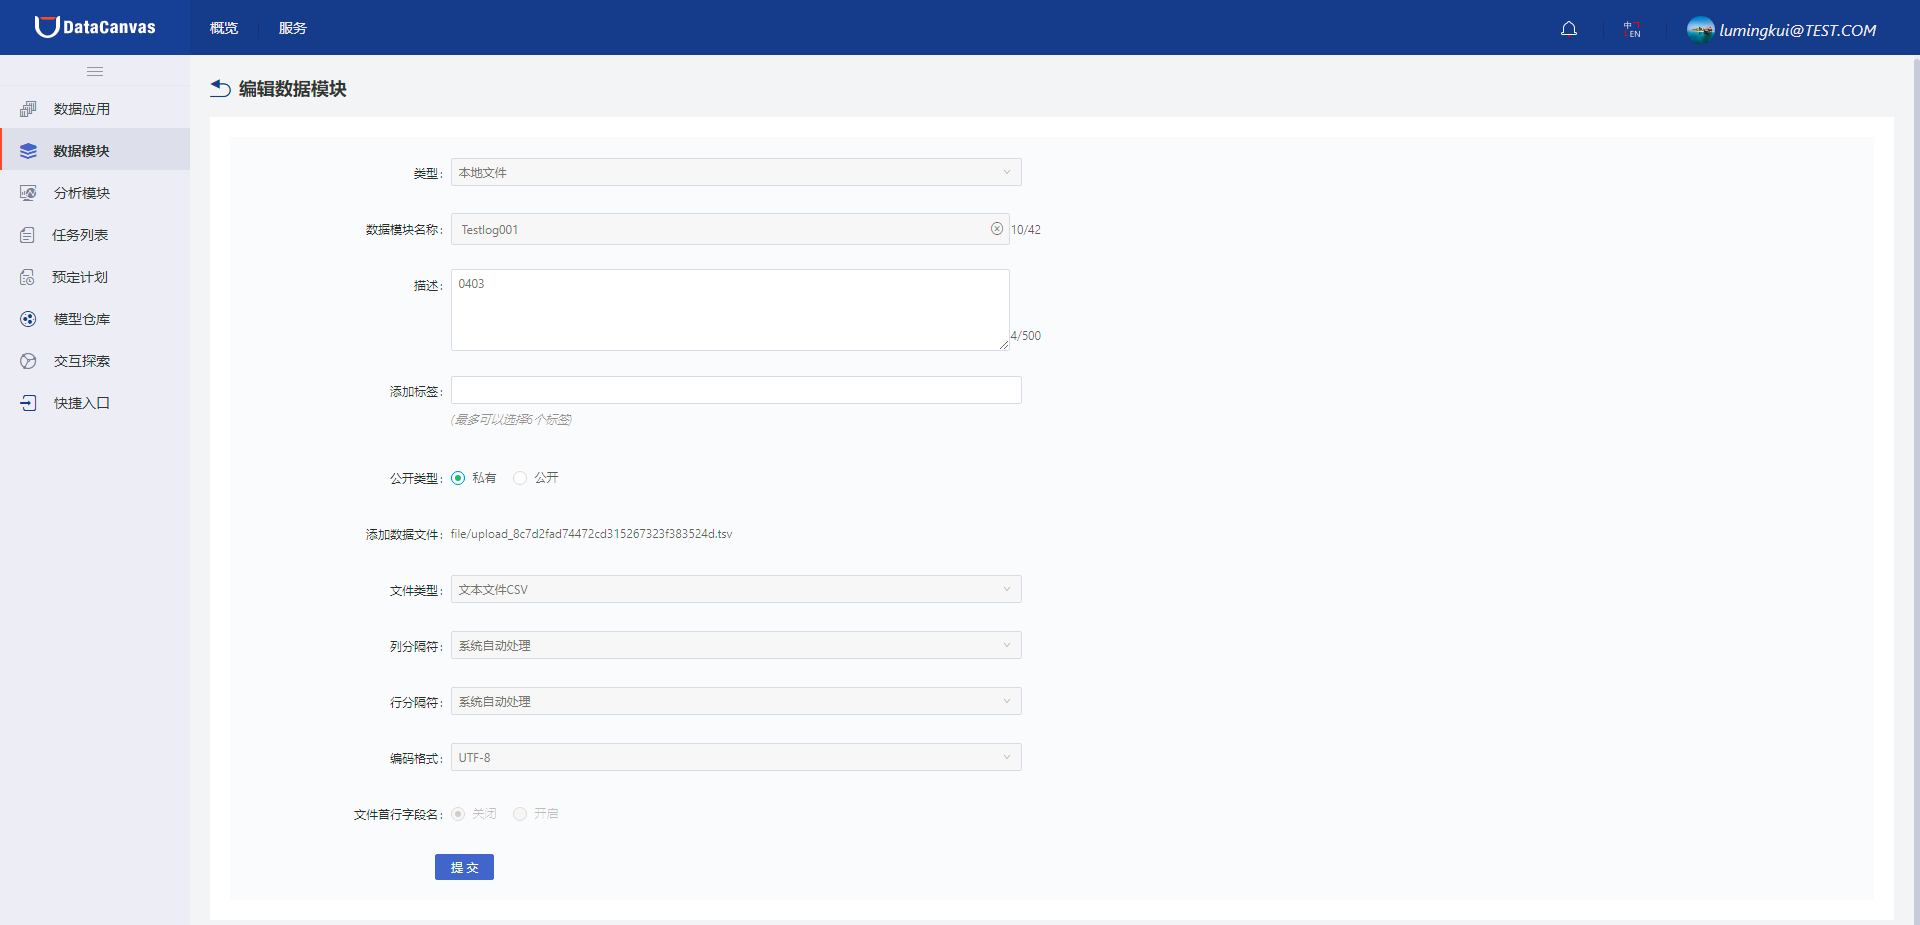 DataCanvas
概览
服务
中
EN
lumingkui@TEST.COM
数据应用
数据模块
分析模块
任务列表
预定计划
模型仓库
交互探索
快捷入口
编辑数据模块
类型:
本地文件
数据模块名称:
Testlog001
10/42
描述:
0403
4/500
添加标签:
(最多可以选择6个标签)
公开类型:
私有
公开
添加数据文件:
file/upload_8c7d2fad74472cd315267323f383524d.tsv
文件类型:
文本文件CSV
列分隔符:
系统自动处理
行分隔符:
系统自动处理
编码格式:
UTF-8
文件首行字段名:
关闭
开启
提 交